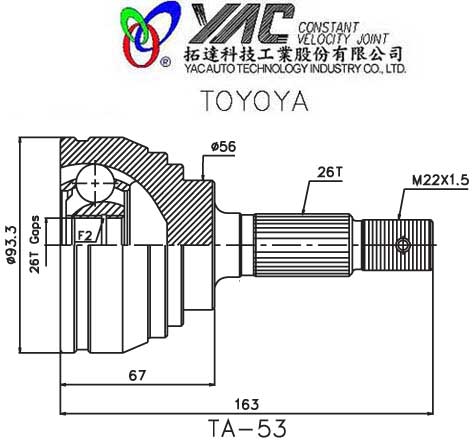 YAC CONSTANT
VELOCITY JOINT
®
拓達科技工業股份有限公司
YAC AUTO TECHNOLOGY INDUSTRY CO., LTD.
TOYOYA
ø56
26T
M22X1.5
ø93.3
26T Gaps
F2
67
163
TA-53